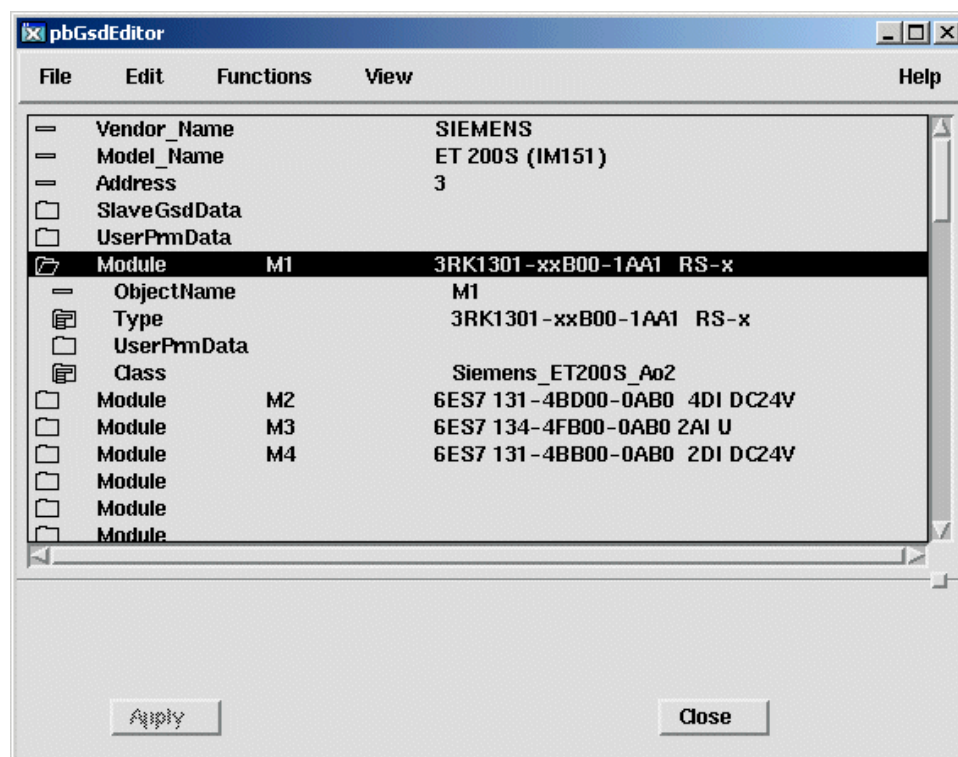 pbGsdEditor
File Edit Functions View Help
Vendor_Name SIEMENS
Model_Name ET 200S (IM151)
Address 3
SlaveGsdData
UserPrmData
Module M1 3RK1301-xxB00-1AA1 RS-x
ObjectName M1
Type 3RK1301-xxB00-1AA1 RS-x
UserPrmData
Class Siemens_ET200S_Ao2
Module M2 6ES7 131-4BD00-0AB0 4DI DC24V
Module M3 6ES7 134-4FB00-0AB0 2AI U
Module M4 6ES7 131-4BB00-0AB0 2DI DC24V
Module
Module
Module
Apply Close